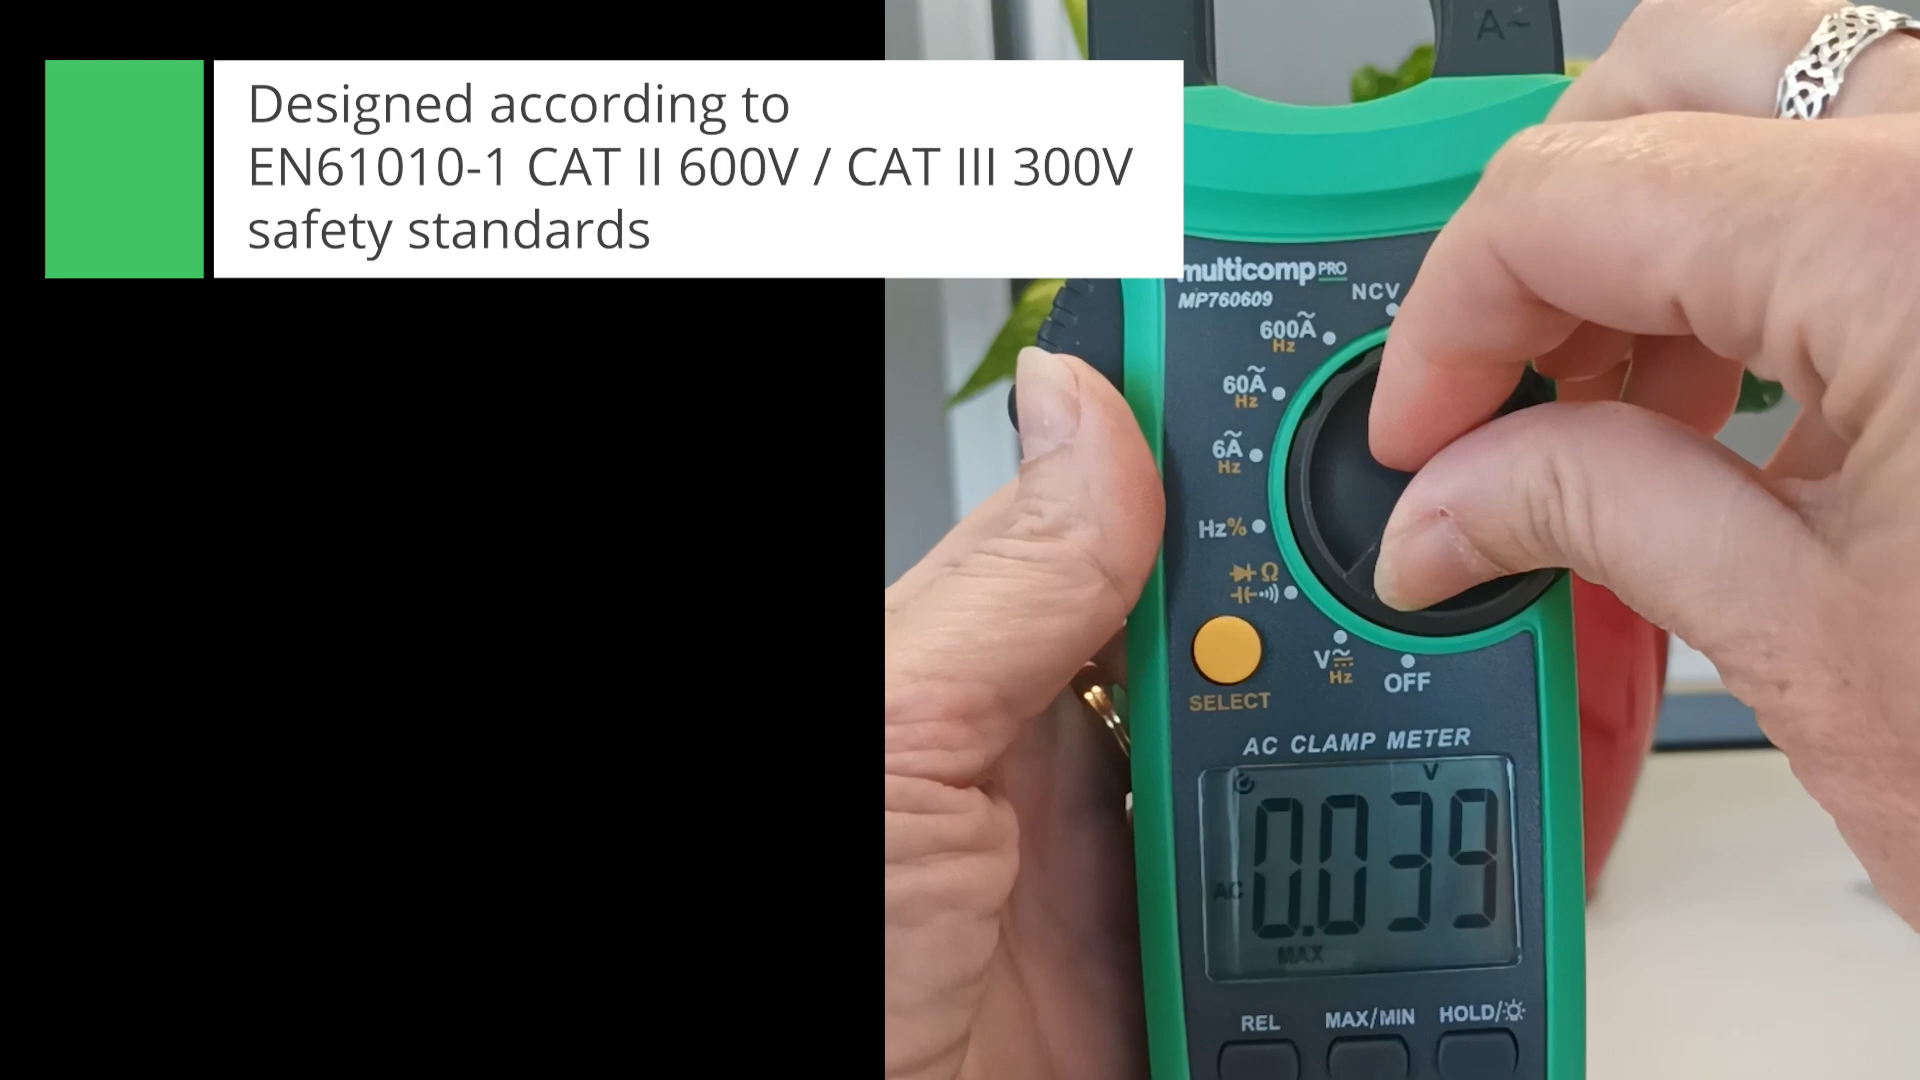 Designed according to
EN61010-1 CAT II 600V / CAT III 300V
safety standards
A~
multicomp PRO
MP760609
NCV
600A~
Hz
60A~
Hz
6A~
Hz
Hz%
Ω
V
Hz
OFF
SELECT
AC CLAMP METER
V
0.039
AC
MAX
REL
MAX/MIN
HOLD/